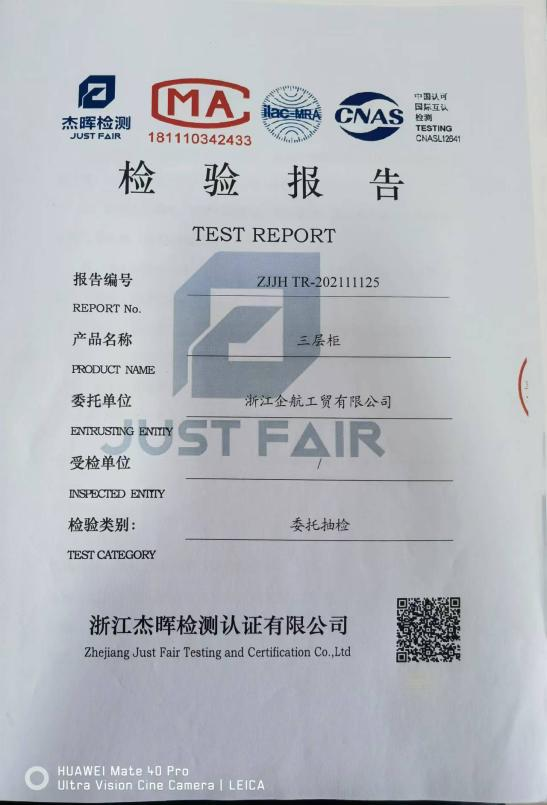 杰晖检测
JUST FAIR
MA
181110342433
ilac-MRA
CNAS
中国认可
国际互认
检测
TESTING
CNASL12641
检验报告
TEST REPORT
报告编号 ZJJH TR-202111125
REPORT No.
产品名称 三层柜
PRODUCT NAME
委托单位 浙江企航工贸有限公司
ENTRUSTING ENTITY
JUST FAIR
受检单位 /
INSPECTED ENTITY
检验类别: 委托抽检
TEST CATEGORY
浙江杰晖检测认证有限公司
Zhejiang Just Fair Testing and Certification Co.,Ltd
HUAWEI Mate 40 Pro
Ultra Vision Cine Camera | LEICA